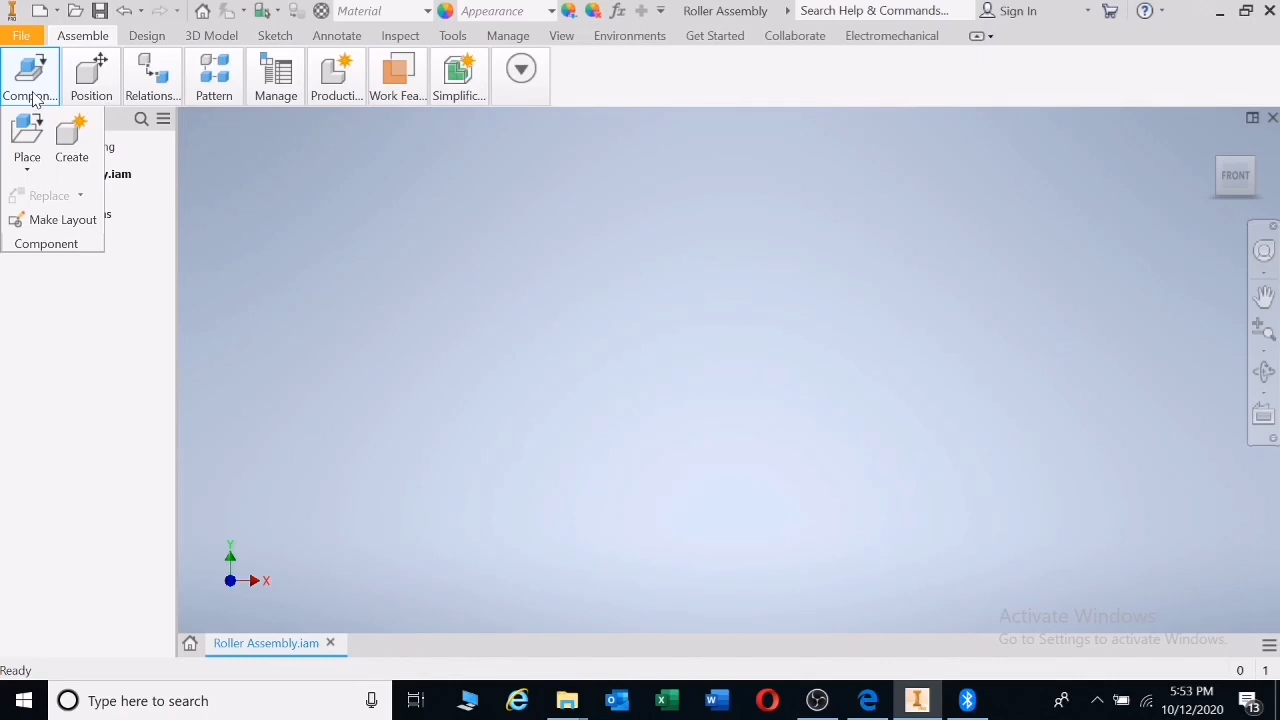 PRO Material Appearance fx Roller Assembly Search Help & Commands... Sign In
File Assemble Design 3D Model Sketch Annotate Inspect Tools Manage View Environments Get Started Collaborate Electromechanical
Compon... Position Relations... Pattern Manage Producti... Work Fea... Simplific...
ng
Place Create
y.iam
Replace
Make Layout
s
Component
FRONT
Y
X
Activate Windows
Go to Settings to activate Windows.
Roller Assembly.iam
Ready 0 1
Type here to search
5:53 PM
10/12/2020
13